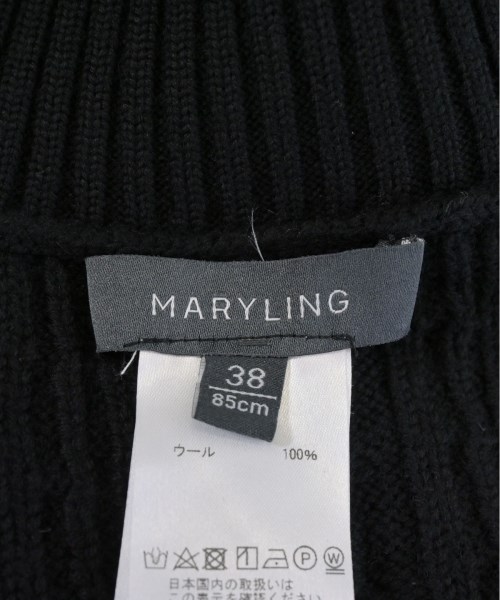 MARYLING
38
85cm
ウール 100%
日本国内の取扱いは
この表示をご覧ください